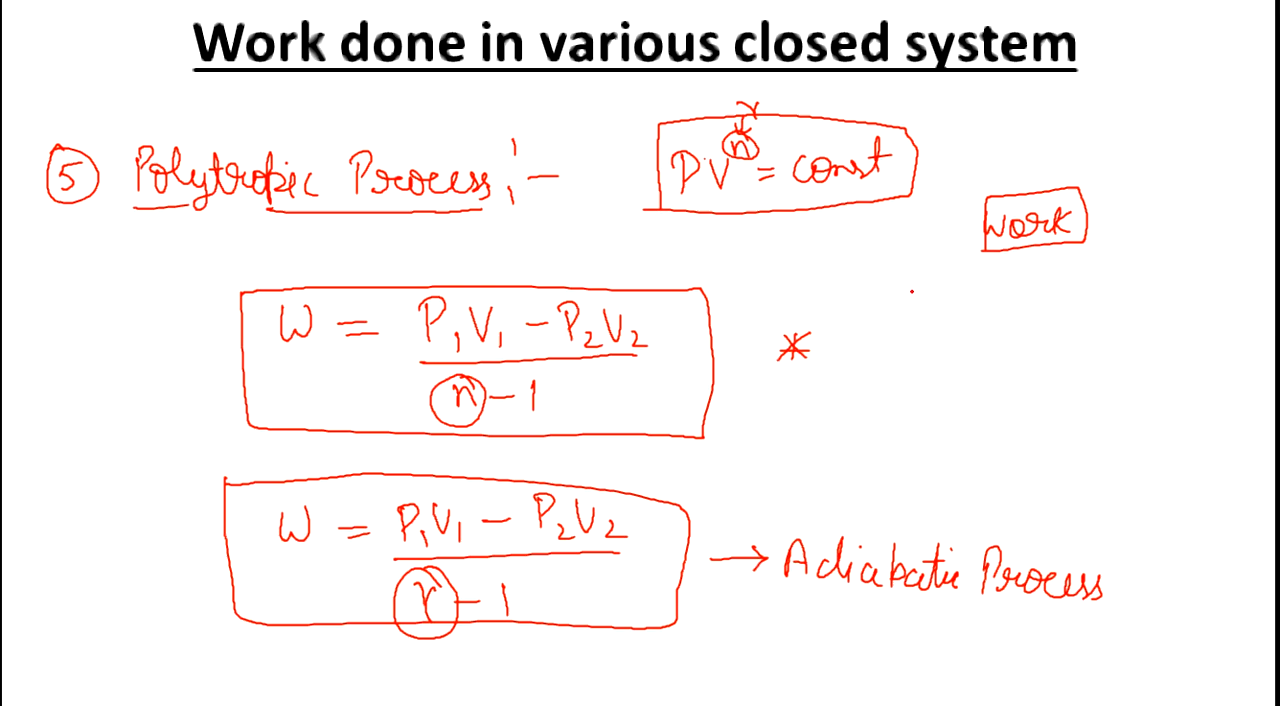 Work done in various closed system
⑤ Polytropic Process :- PVⁿ = const
γ
Work
W = P₁V₁ - P₂V₂
n - 1
*
W = P₁V₁ - P₂V₂
γ - 1
→ Adiabatic Process